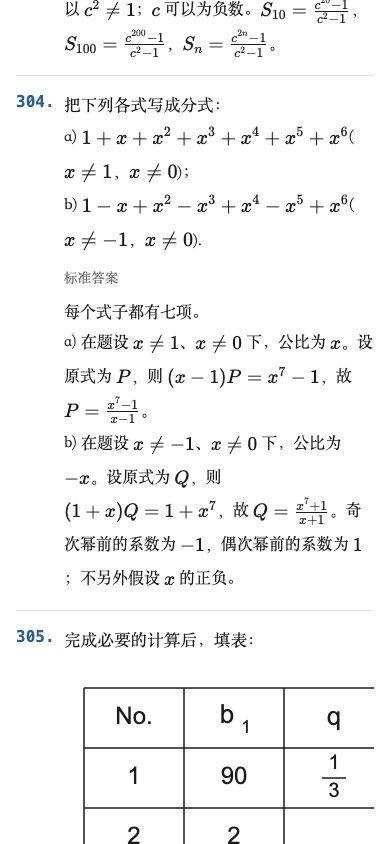 以 c² ≠ 1；c 可以为负数。S₁₀ = (c²⁰−1)/(c²−1)，
S₁₀₀ = (c²⁰⁰−1)/(c²−1)，Sₙ = (c²ⁿ−1)/(c²−1)。
304. 把下列各式写成分式：
a) 1 + x + x² + x³ + x⁴ + x⁵ + x⁶(
x ≠ 1，x ≠ 0)；
b) 1 − x + x² − x³ + x⁴ − x⁵ + x⁶(
x ≠ −1，x ≠ 0).
标准答案
每个式子都有七项。
a) 在题设 x ≠ 1、x ≠ 0 下，公比为 x。设
原式为 P，则 (x − 1)P = x⁷ − 1，故
P = (x⁷−1)/(x−1)。
b) 在题设 x ≠ −1、x ≠ 0 下，公比为
−x。设原式为 Q，则
(1 + x)Q = 1 + x⁷，故 Q = (x⁷+1)/(x+1)。奇
次幂前的系数为 −1，偶次幂前的系数为 1
；不另外假设 x 的正负。
305. 完成必要的计算后，填表：
No. b₁ q
1 90 1/3
2 2